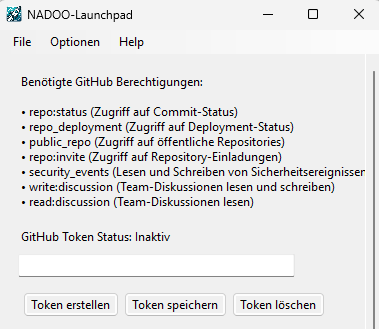 NADOO-Launchpad
File Optionen Help
Benötigte GitHub Berechtigungen:
• repo:status (Zugriff auf Commit-Status)
• repo_deployment (Zugriff auf Deployment-Status)
• public_repo (Zugriff auf öffentliche Repositories)
• repo:invite (Zugriff auf Repository-Einladungen)
• security_events (Lesen und Schreiben von Sicherheitsereignissen
• write:discussion (Team-Diskussionen lesen und schreiben)
• read:discussion (Team-Diskussionen lesen)
GitHub Token Status: Inaktiv
Token erstellen Token speichern Token löschen